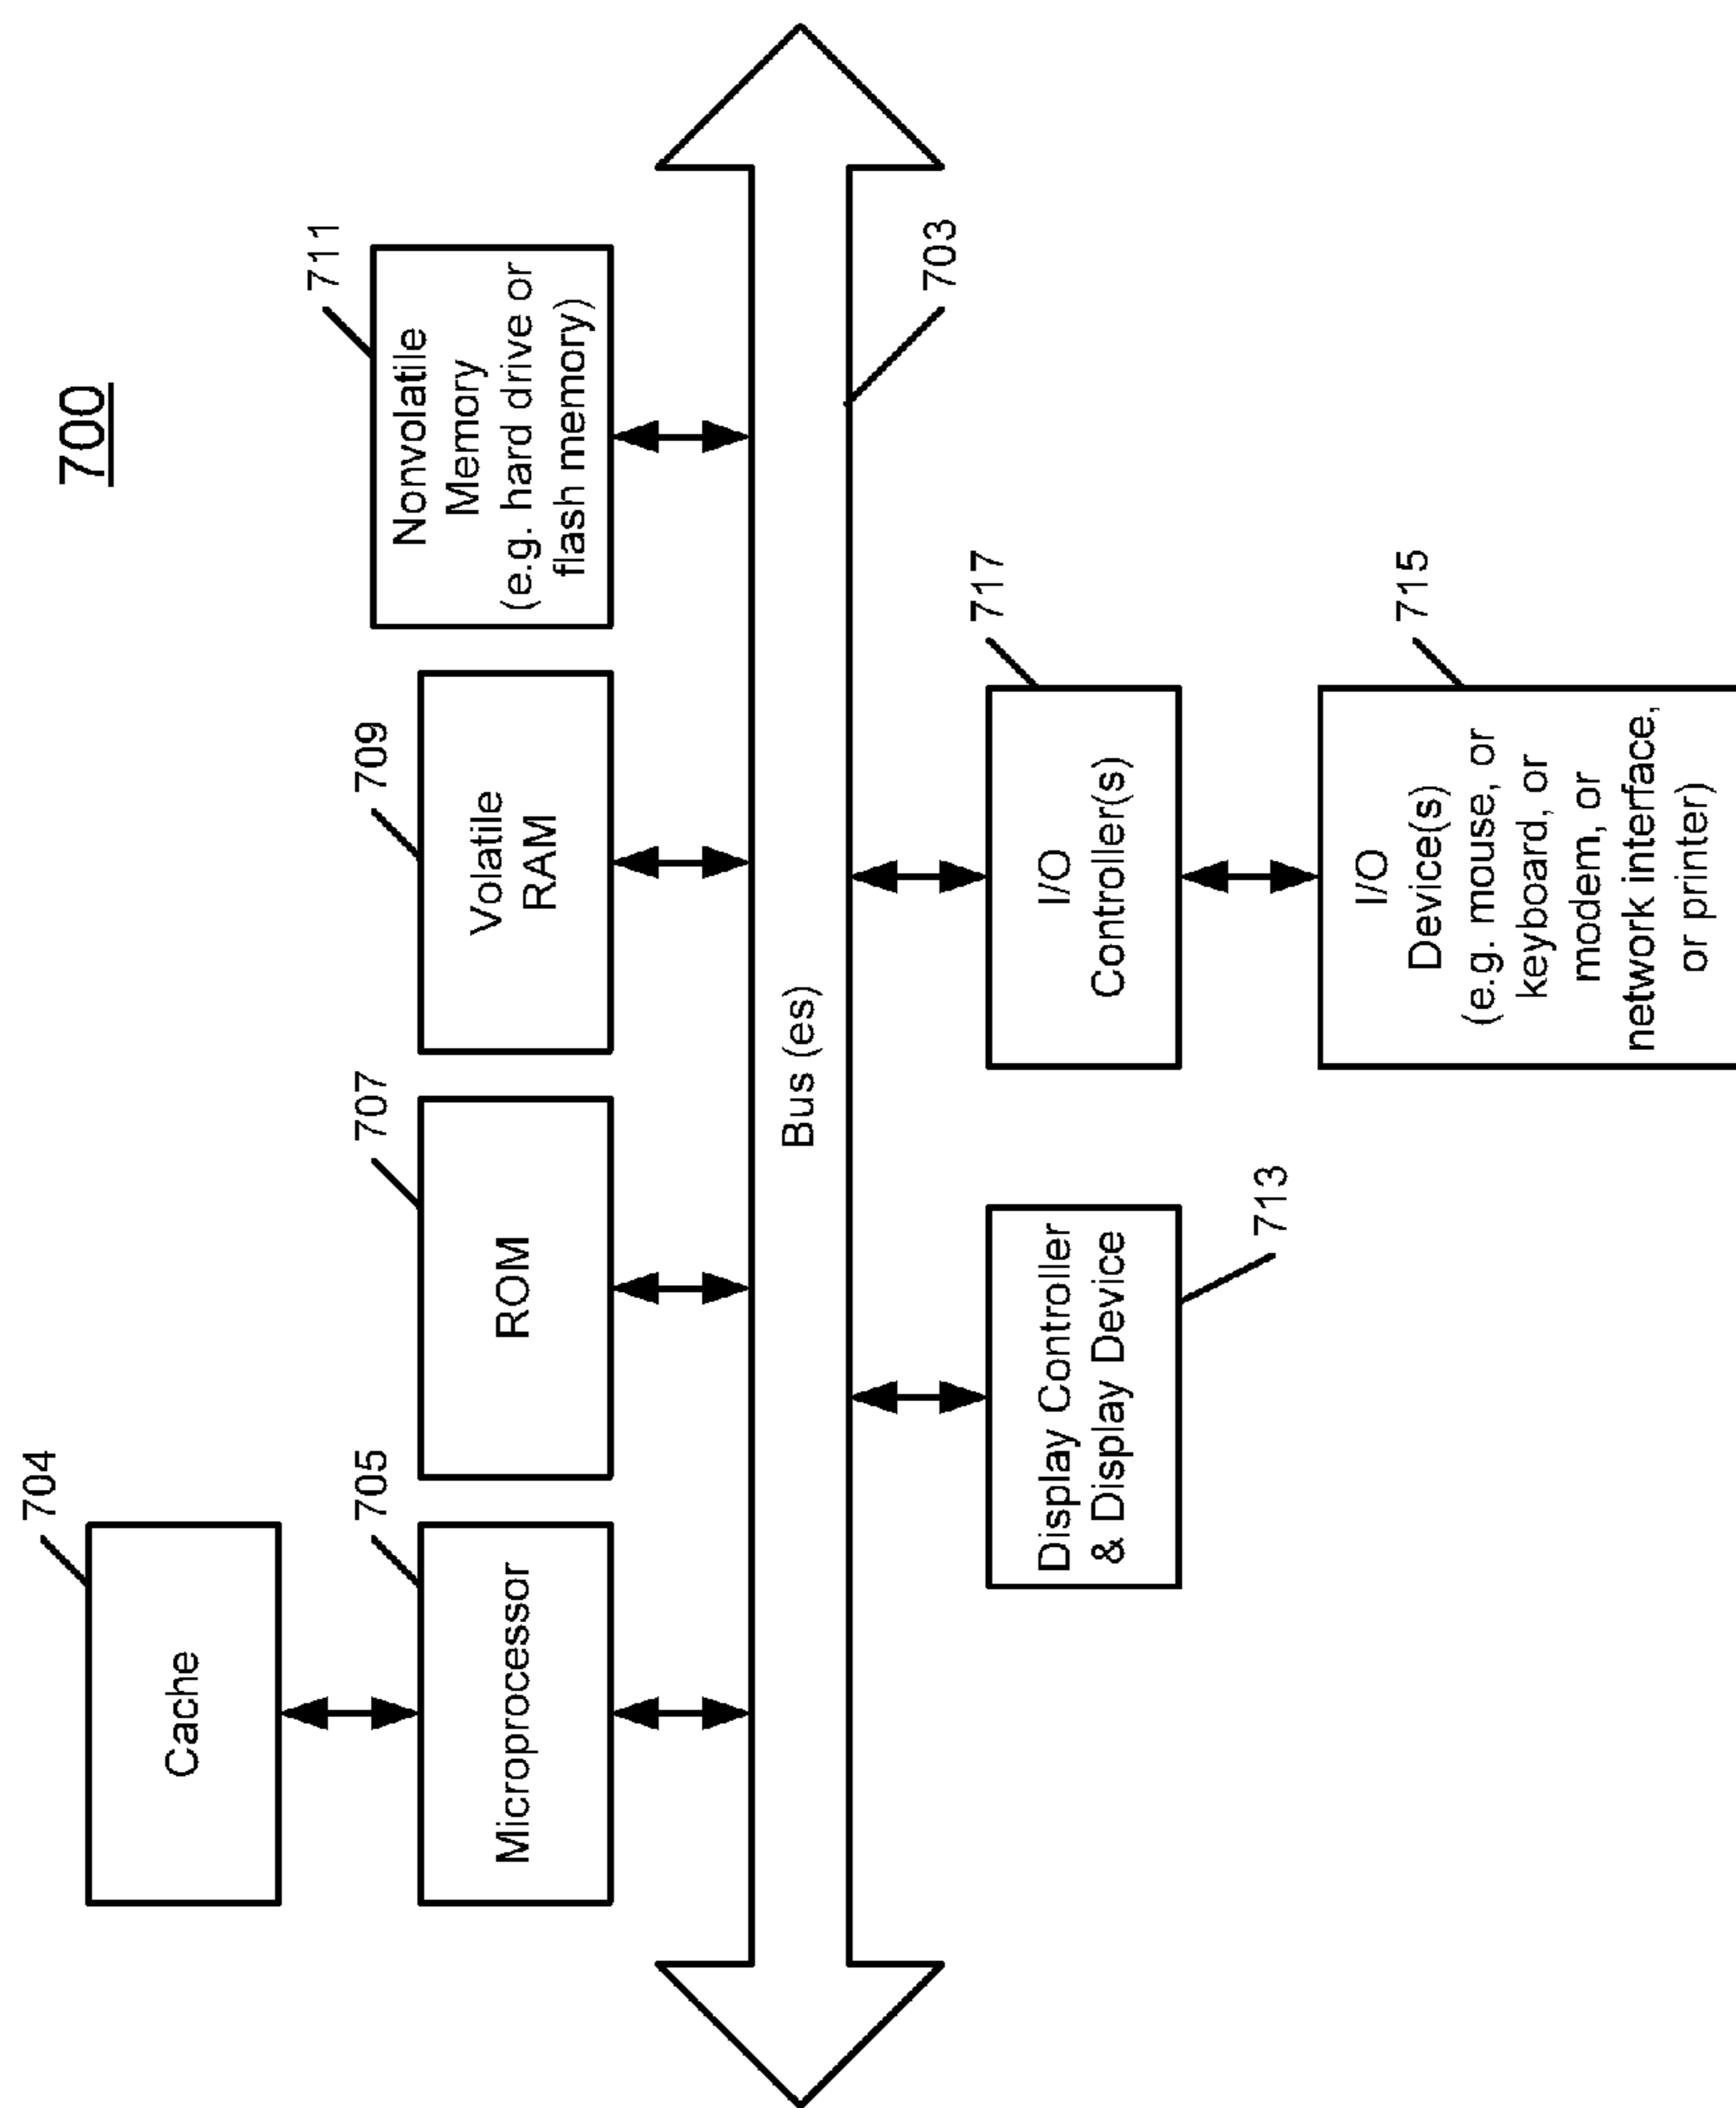 700
704
Cache
705
Microprocessor
707
ROM
709
Volatile
RAM
711
Nonvolatile
Memory
(e.g. hard drive or
flash memory)
Bus (es)
703
Display Controller
& Display Device
713
717
I/O
Controller(s)
715
I/O
Device(s)
(e.g. mouse, or
keyboard, or
modem, or
network interface,
or printer)